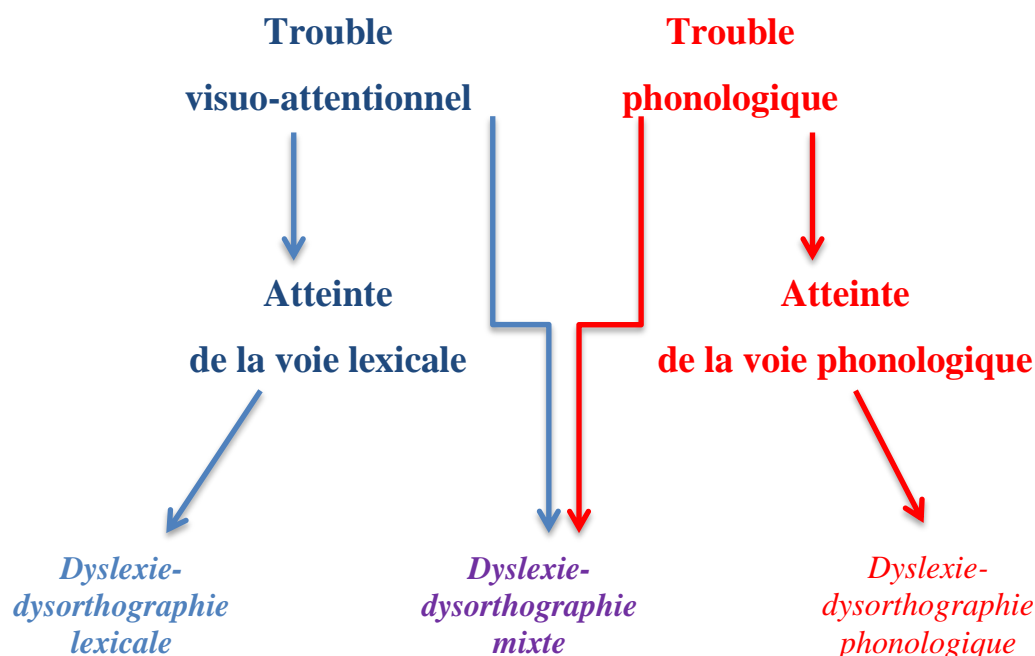 Trouble
visuo-attentionnel
Trouble
phonologique
Atteinte
de la voie lexicale
Atteinte
de la voie phonologique
Dyslexie-
dysorthographie
lexicale
Dyslexie-
dysorthographie
mixte
Dyslexie-
dysorthographie
phonologique